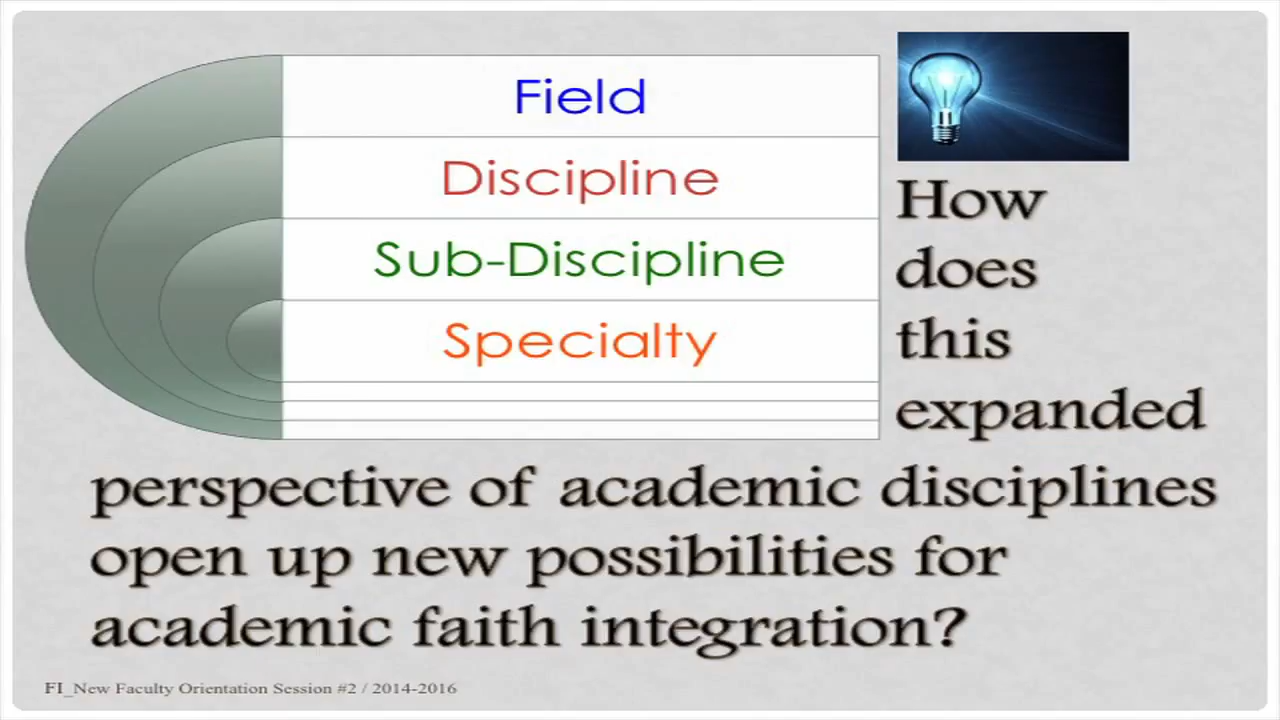 Field
Discipline
Sub-Discipline
Specialty
How
does
this
expanded
perspective of academic disciplines
open up new possibilities for
academic faith integration?
FI_New Faculty Orientation Session #2 / 2014-2016